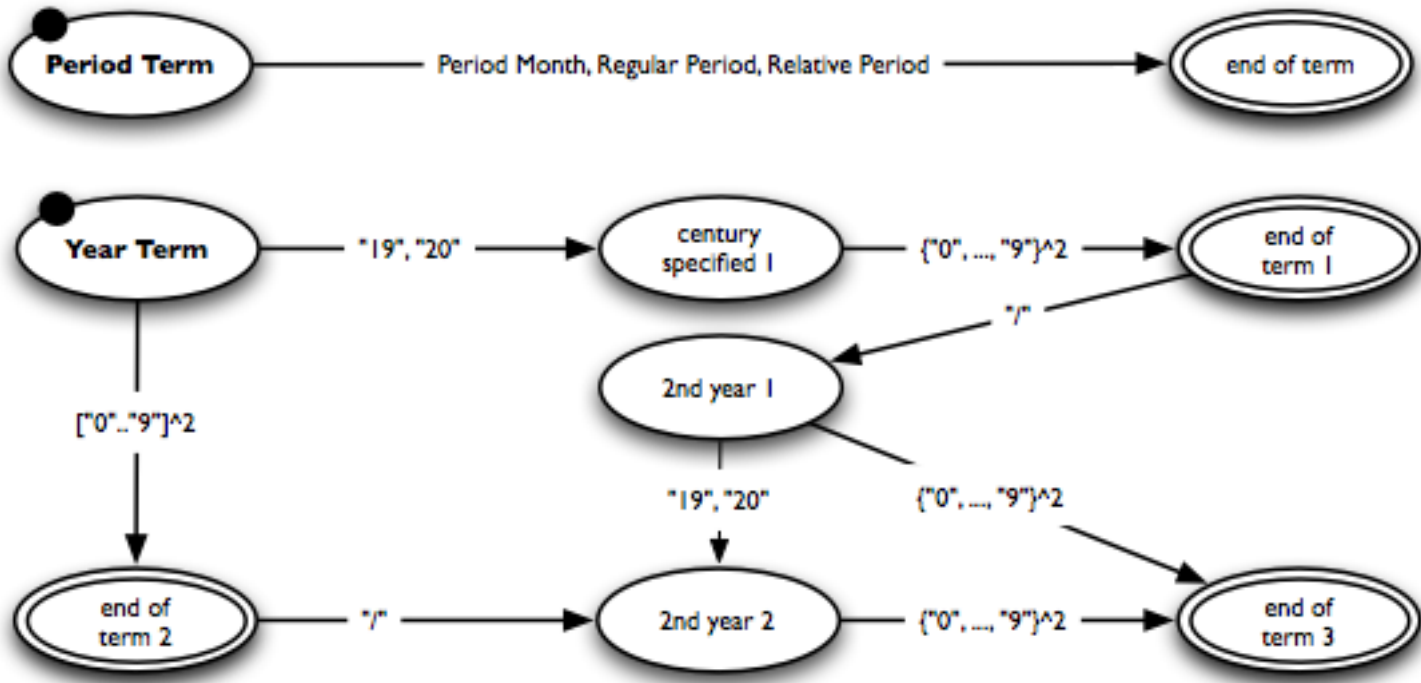 Period Term
Period Month, Regular Period, Relative Period
end of term
Year Term
"19", "20"
century
specified 1
{"0", ..., "9"}^2
end of
term 1
"/"
2nd year 1
["0".."9"]^2
"19", "20"
{"0", ..., "9"}^2
end of
term 2
"/"
2nd year 2
{"0", ..., "9"}^2
end of
term 3